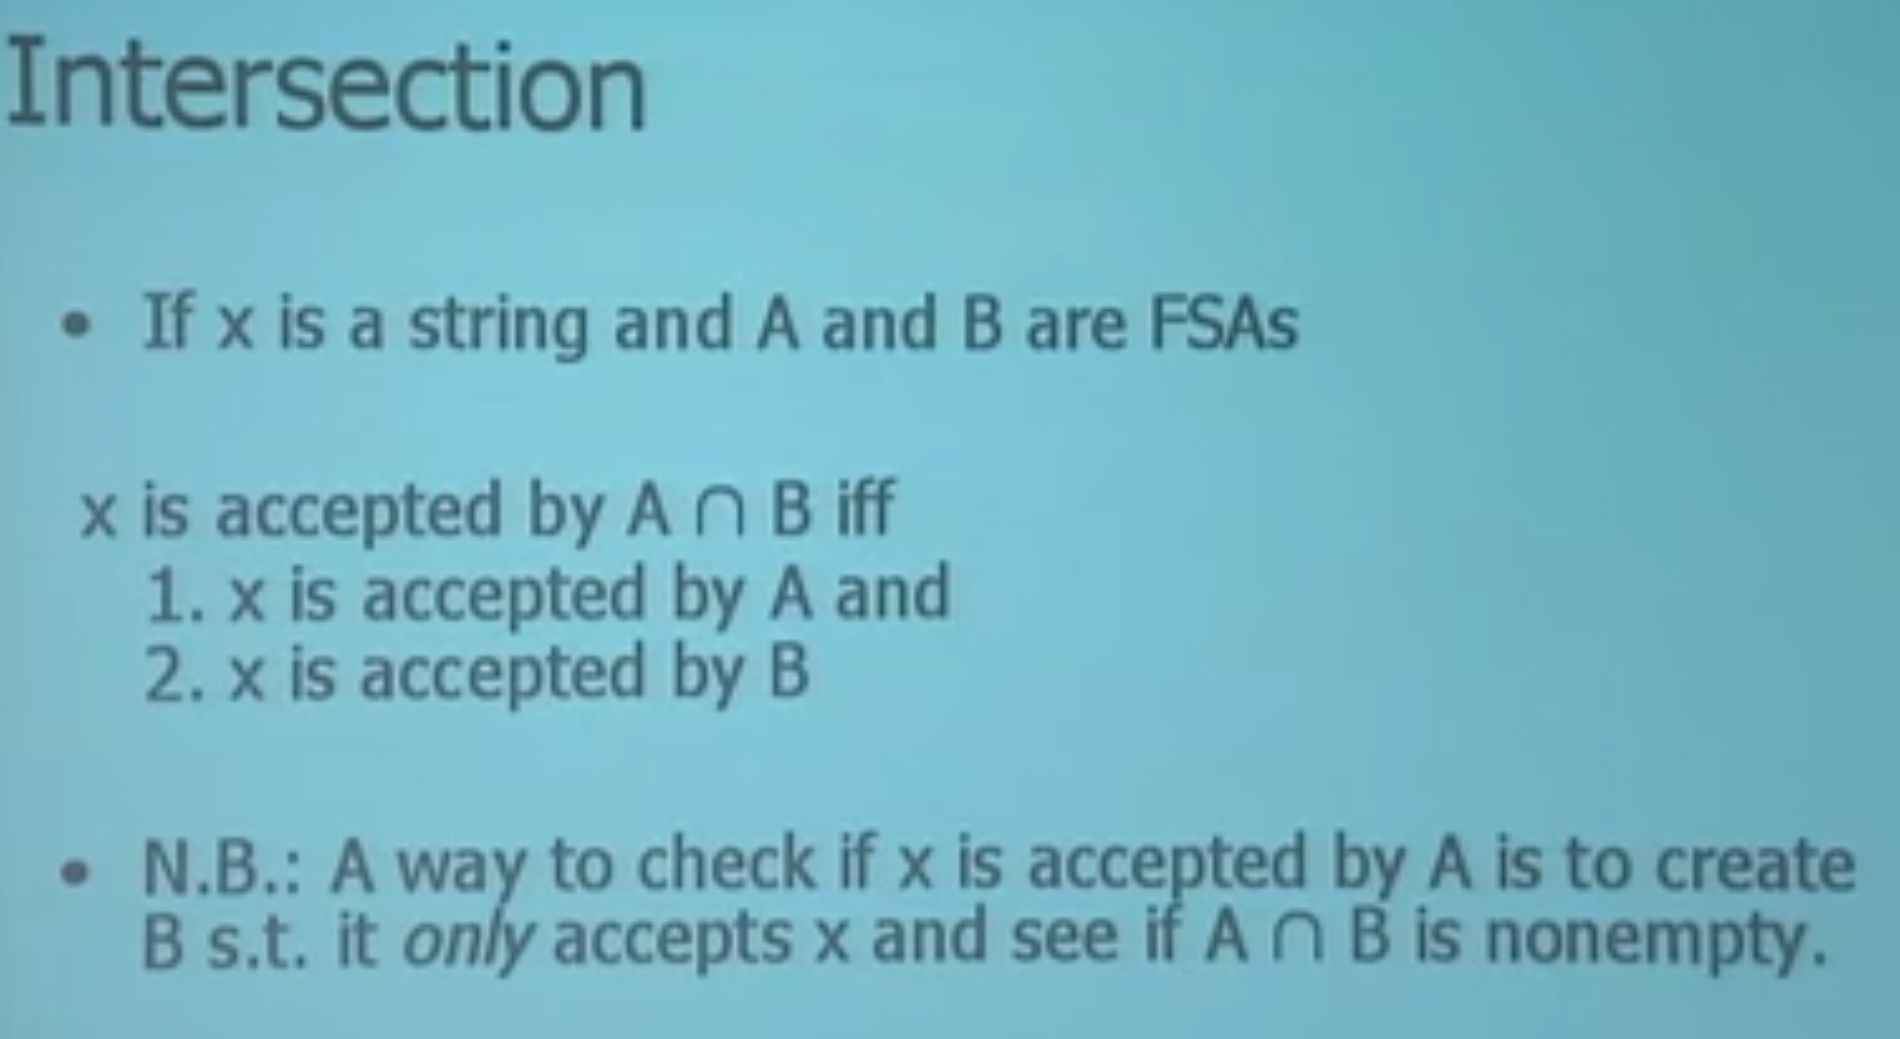 Intersection
• If x is a string and A and B are FSAs
x is accepted by A ∩ B iff
1. x is accepted by A and
2. x is accepted by B
• N.B.: A way to check if x is accepted by A is to create
B s.t. it only accepts x and see if A ∩ B is nonempty.